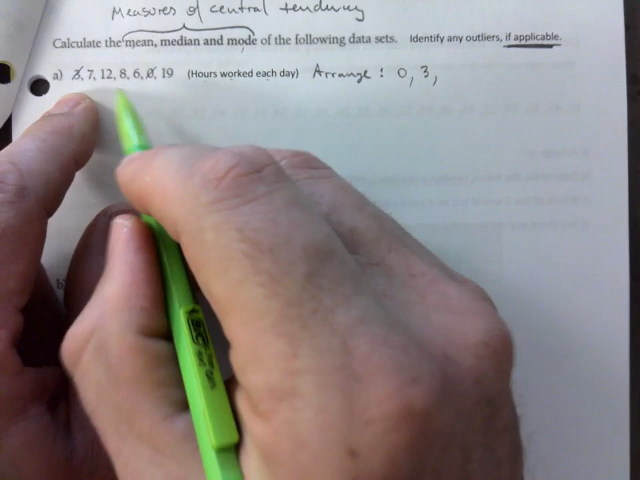 Measures of central tendency
Calculate the mean, median and mode of the following data sets. Identify any outliers, if applicable.
a) 3, 7, 12, 8, 6, 0, 19 (Hours worked each day) Arrange : 0, 3,
b)
BIC